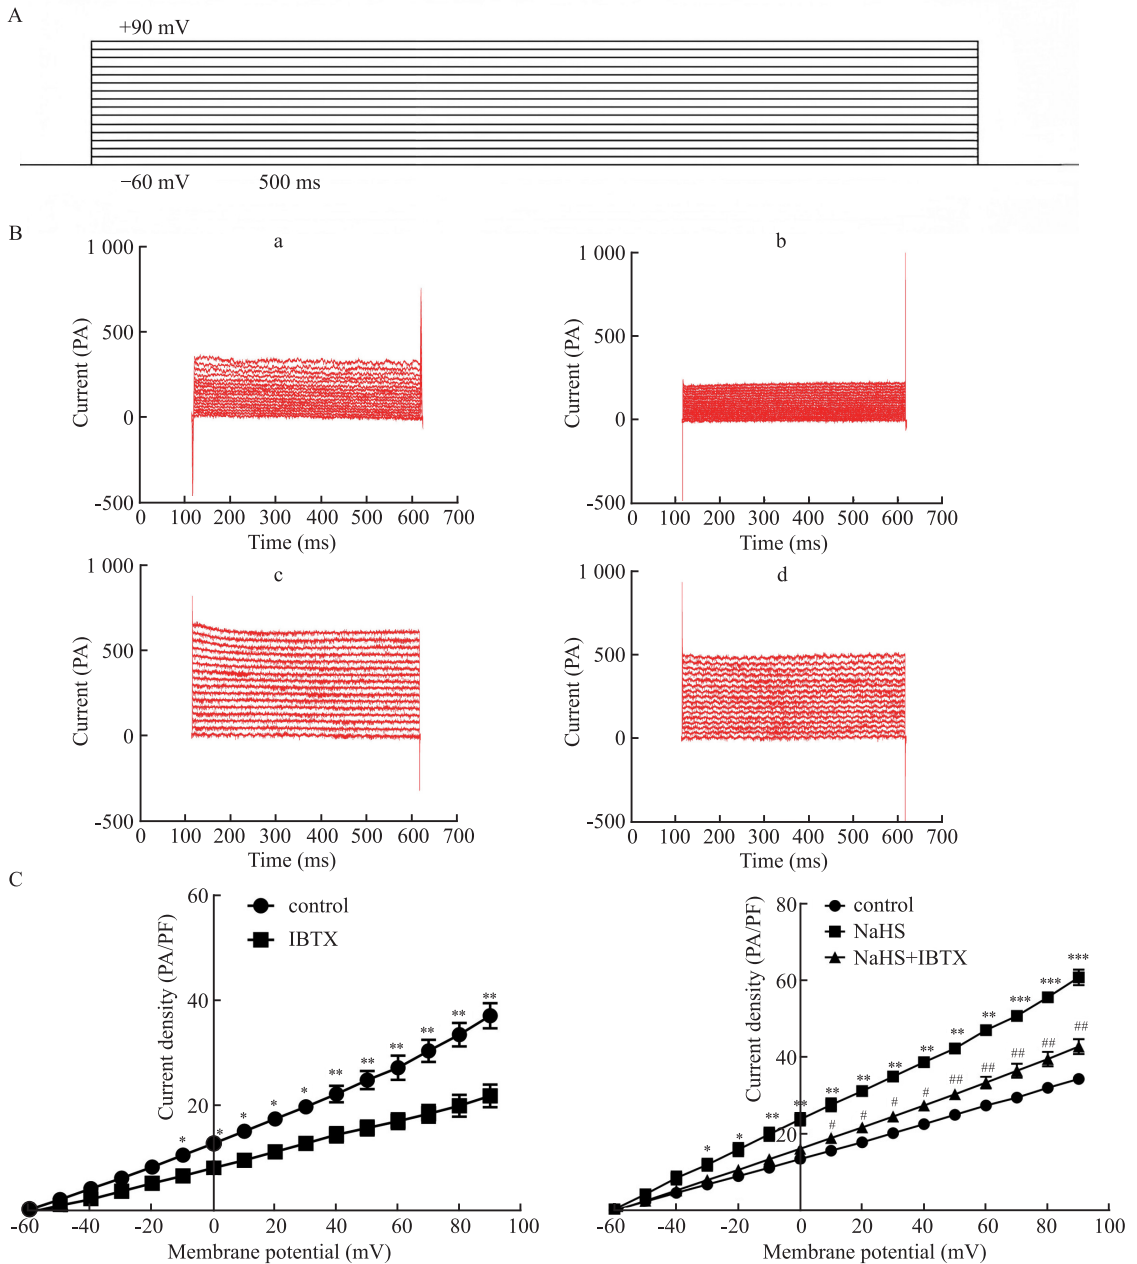 A
+90 mV
−60 mV 500 ms
B
a
1 000
500
0
-500
Current (PA)
0 100 200 300 400 500 600 700
Time (ms)
b
1 000
500
0
-500
Current (PA)
0 100 200 300 400 500 600 700
Time (ms)
c
1 000
500
0
-500
Current (PA)
0 100 200 300 400 500 600 700
Time (ms)
d
1 000
500
0
-500
Current (PA)
0 100 200 300 400 500 600 700
Time (ms)
C
60
40
20
Current density (PA/PF)
control
IBTX
* * * * * ** ** ** ** ** **
-60 -40 -20 0 20 40 60 80 100
Membrane potential (mV)
80
60
40
20
Current density (PA/PF)
control
NaHS
NaHS+IBTX
* * ** ** ** ** ** ** ** ** *** *** ***
# # # # ## ## ## ## ##
-60 -40 -20 0 20 40 60 80 100
Membrane potential (mV)